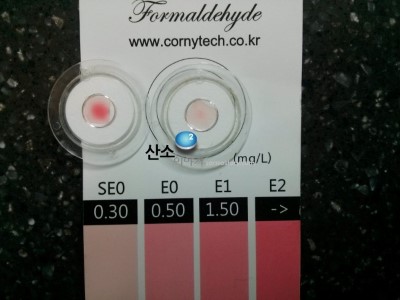 Formaldehyde
www.cornytech.co.kr
산소
(mg/L)
SE0 E0 E1 E2
0.30 0.50 1.50 ->